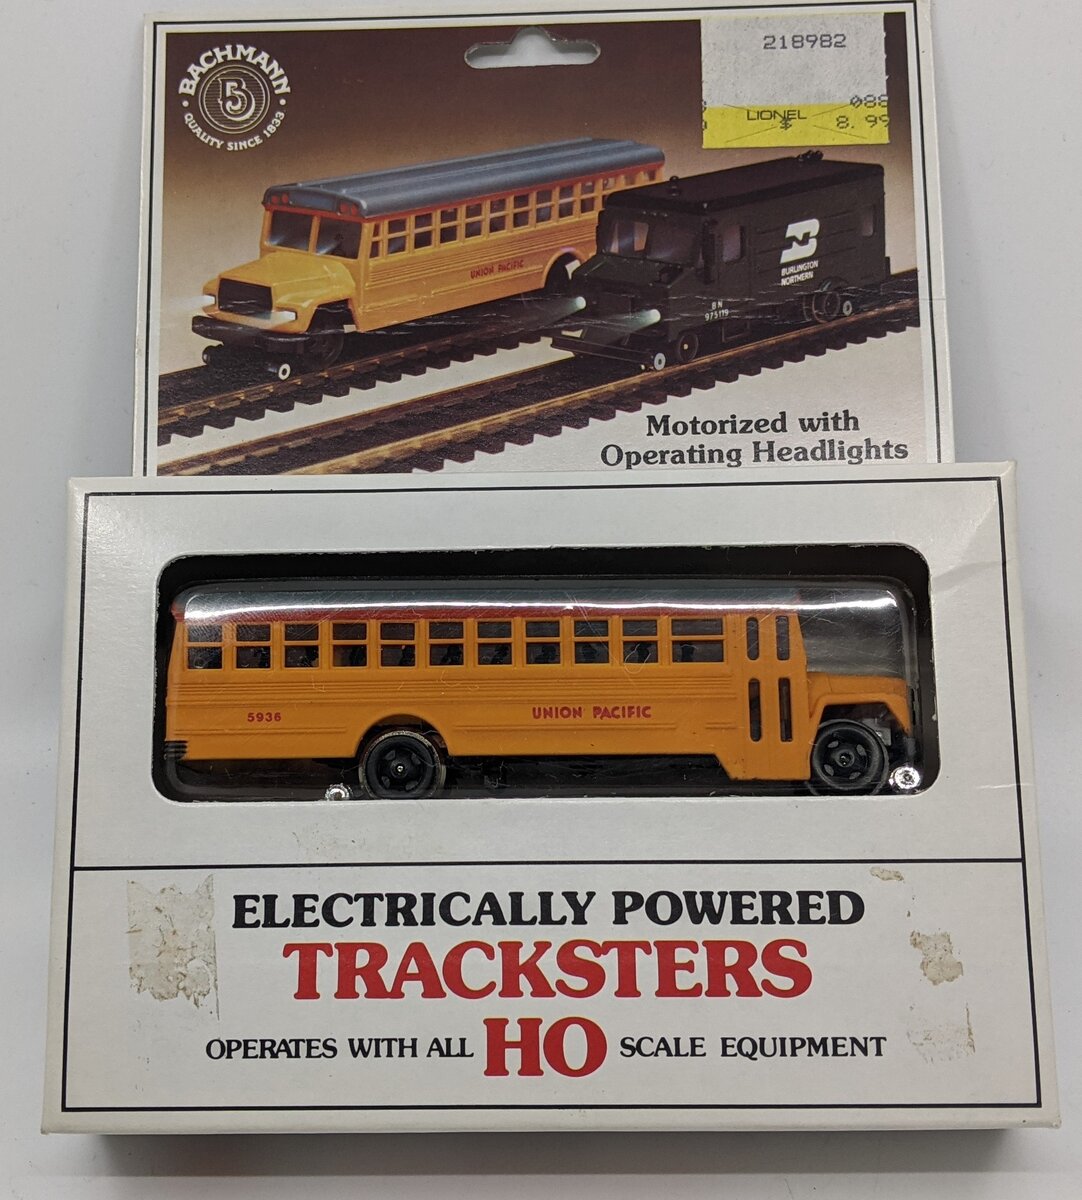 BACHMANN
B
QUALITY SINCE 1833
218982
088
LIONEL
8.99
UNION PACIFIC
BURLINGTON
NORTHERN
BN
975119
Motorized with
Operating Headlights
5936
UNION PACIFIC
ELECTRICALLY POWERED
TRACKSTERS
OPERATES WITH ALL HO SCALE EQUIPMENT